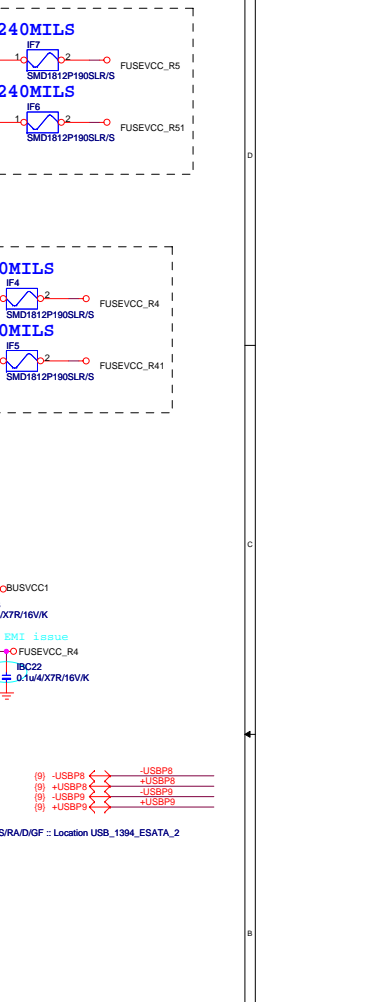 240MILS
IF7
1 2
FUSEVCC_R5
SMD1812P190SLR/S
240MILS
IF6
1 2
FUSEVCC_R51
SMD1812P190SLR/S
D
0MILS
IF4
2
FUSEVCC_R4
SMD1812P190SLR/S
0MILS
IF5
2
FUSEVCC_R41
SMD1812P190SLR/S
C
BUSVCC1
/X7R/16V/K
EMI issue
FUSEVCC_R4
IBC22
0.1u/4/X7R/16V/K
{9} -USBP8 -USBP8
{9} +USBP8 +USBP8
{9} -USBP9 -USBP9
{9} +USBP9 +USBP9
S/RA/D/GF :: Location USB_1394_ESATA_2
B